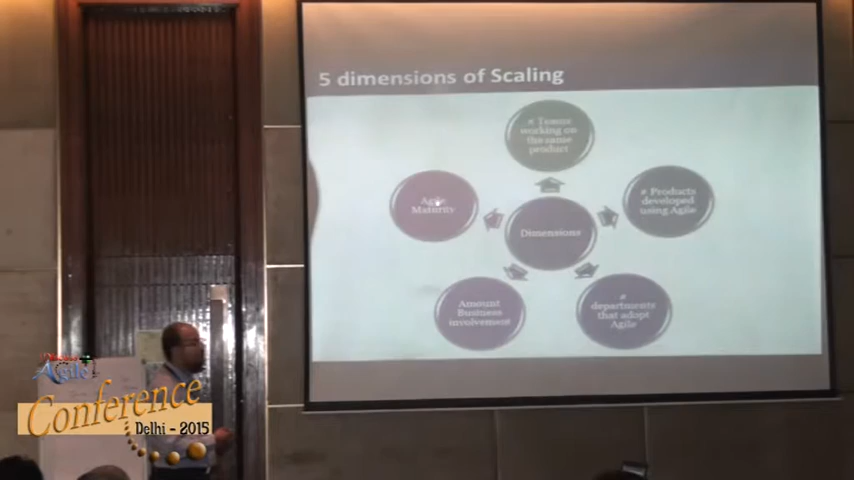 5 dimensions of Scaling
# Teams
working on
the same
product
Agile
Maturity
# Products
developed
using Agile
Dimensions
Amount
Business
involvement
#
departments
that adopt
Agile
Agile
Conference
Delhi - 2015